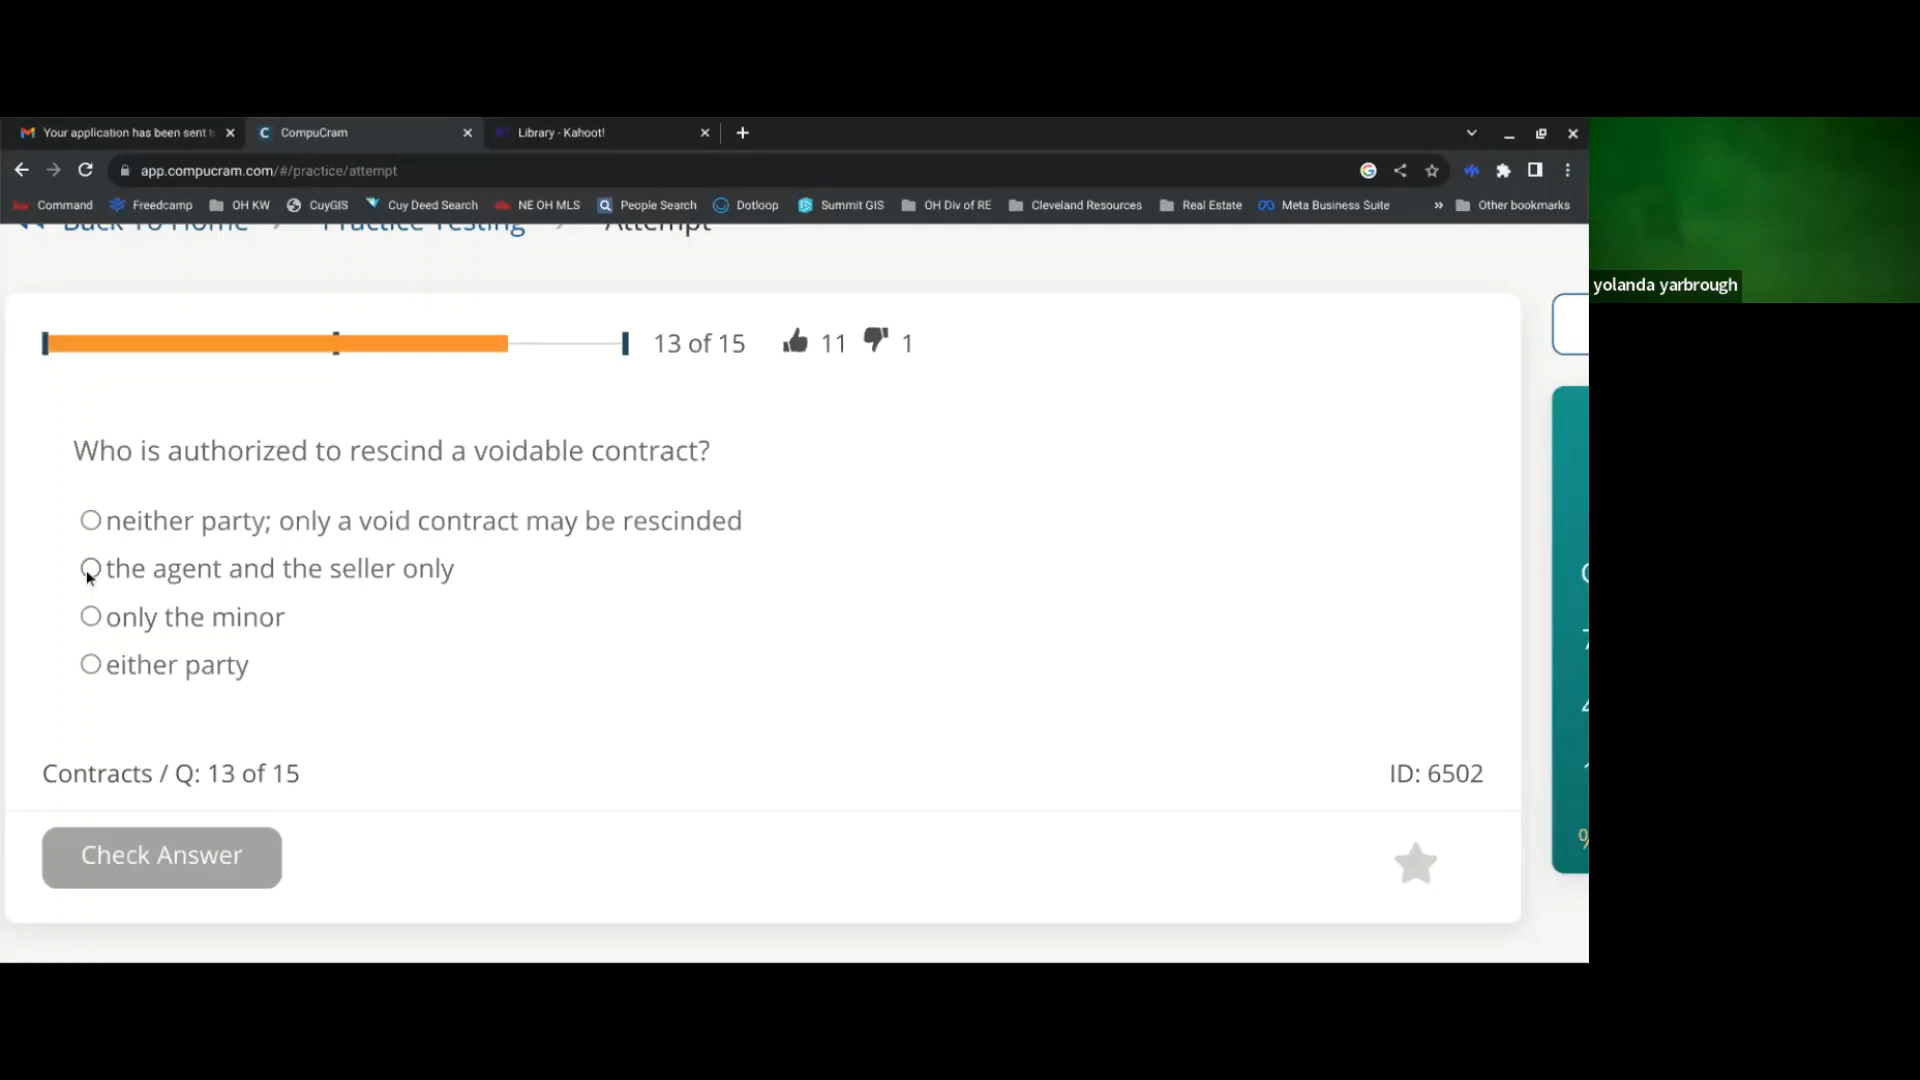 Your application has been sent t
CompuCram
Library - Kahoot!
app.compucram.com/#/practice/attempt
Command
Freedcamp
OH KW
CuyGIS
Cuy Deed Search
NE OH MLS
People Search
Dotloop
Summit GIS
OH Div of RE
Cleveland Resources
Real Estate
Meta Business Suite
»
Other bookmarks
Back To Home
Practice Testing
Attempt
yolanda yarbrough
13 of 15
11
1
Who is authorized to rescind a voidable contract?
neither party; only a void contract may be rescinded
the agent and the seller only
only the minor
either party
Contracts / Q: 13 of 15
ID: 6502
Check Answer